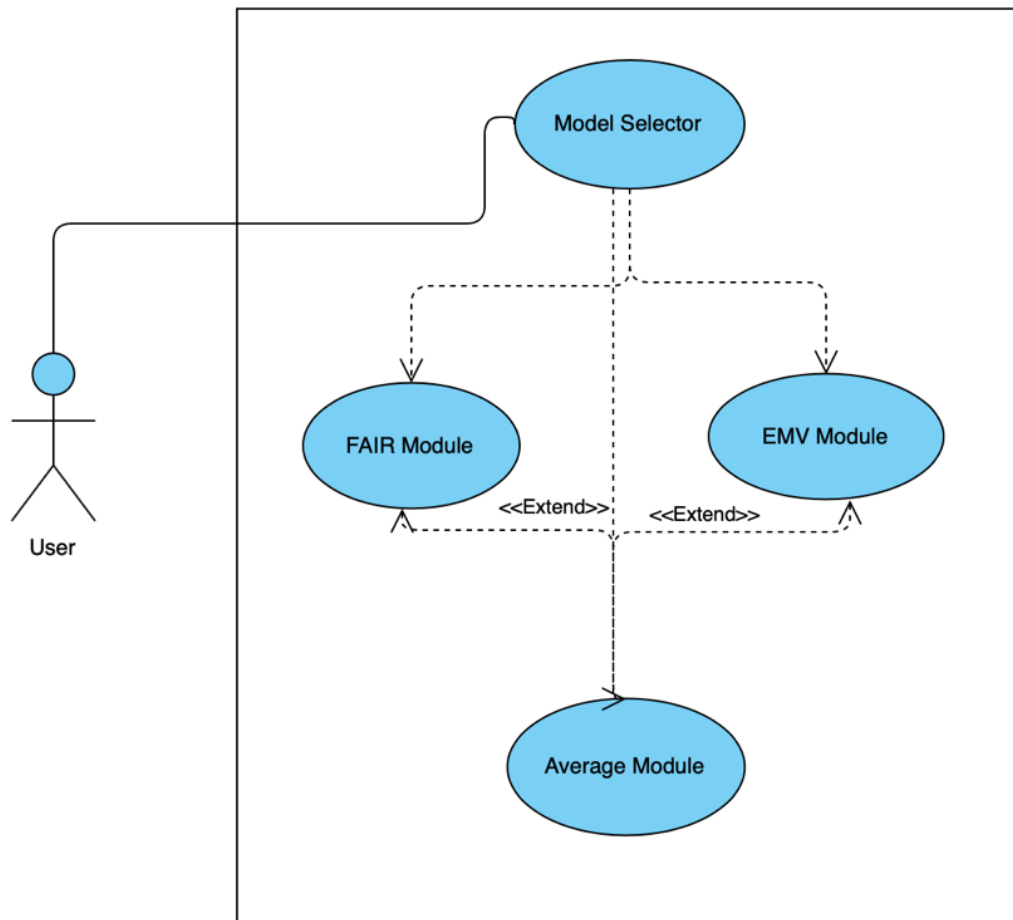 Model Selector
FAIR Module
EMV Module
<<Extend>>
<<Extend>>
User
Average Module